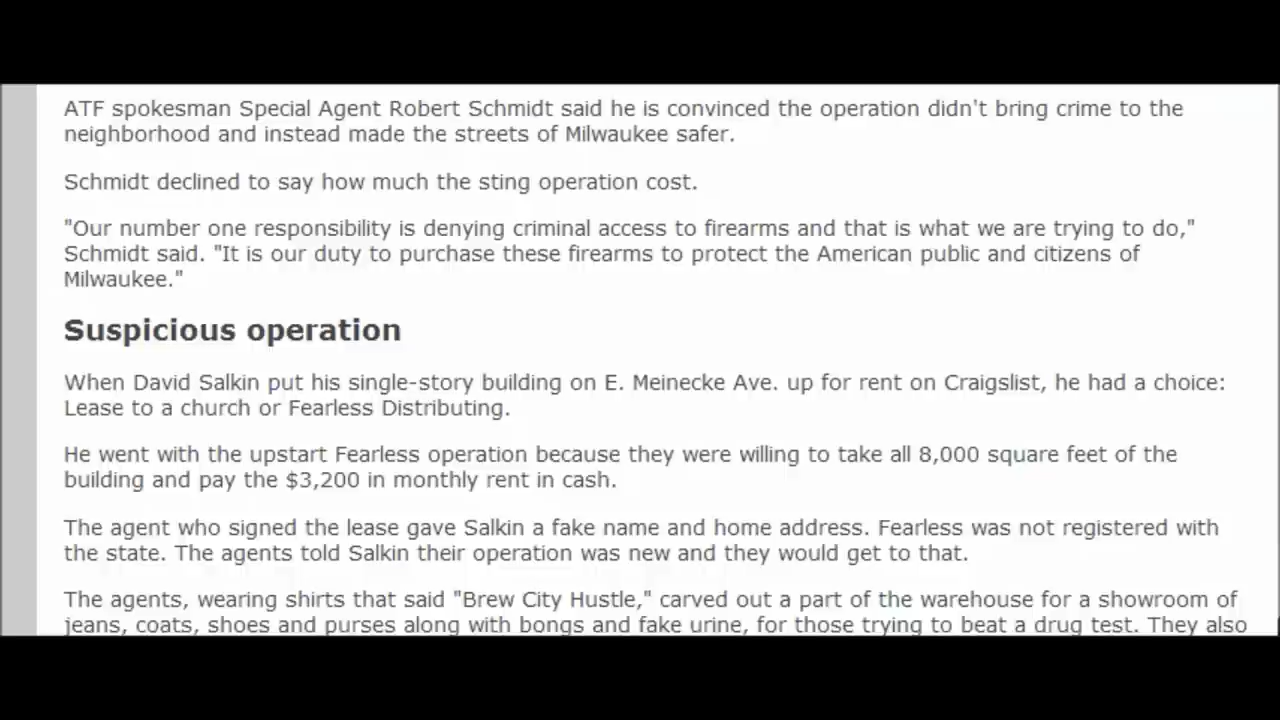 ATF spokesman Special Agent Robert Schmidt said he is convinced the operation didn't bring crime to the
neighborhood and instead made the streets of Milwaukee safer.
Schmidt declined to say how much the sting operation cost.
"Our number one responsibility is denying criminal access to firearms and that is what we are trying to do,"
Schmidt said. "It is our duty to purchase these firearms to protect the American public and citizens of
Milwaukee."
Suspicious operation
When David Salkin put his single-story building on E. Meinecke Ave. up for rent on Craigslist, he had a choice:
Lease to a church or Fearless Distributing.
He went with the upstart Fearless operation because they were willing to take all 8,000 square feet of the
building and pay the $3,200 in monthly rent in cash.
The agent who signed the lease gave Salkin a fake name and home address. Fearless was not registered with
the state. The agents told Salkin their operation was new and they would get to that.
The agents, wearing shirts that said "Brew City Hustle," carved out a part of the warehouse for a showroom of
jeans, coats, shoes and purses along with bongs and fake urine, for those trying to beat a drug test. They also